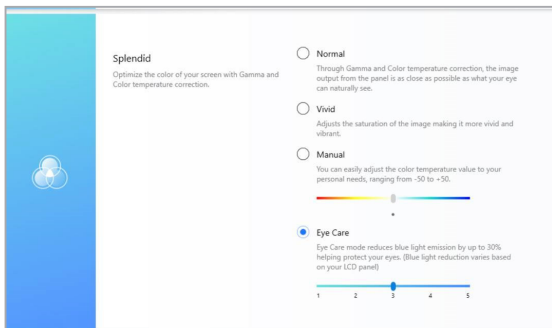 Splendid
Optimize the color of your screen with Gamma and
Color temperature correction.
Normal
Through Gamma and Color temperature correction, the image
output from the panel is as close as possible as what your eye
can naturally see.
Vivid
Adjusts the saturation of the image making it more vivid and
vibrant.
Manual
You can easily adjust the color temperature value to your
personal needs, ranging from -50 to +50.
Eye Care
Eye Care mode reduces blue light emission by up to 30%
helping protect your eyes. (Blue light reduction varies based
on your LCD panel)
1 2 3 4 5